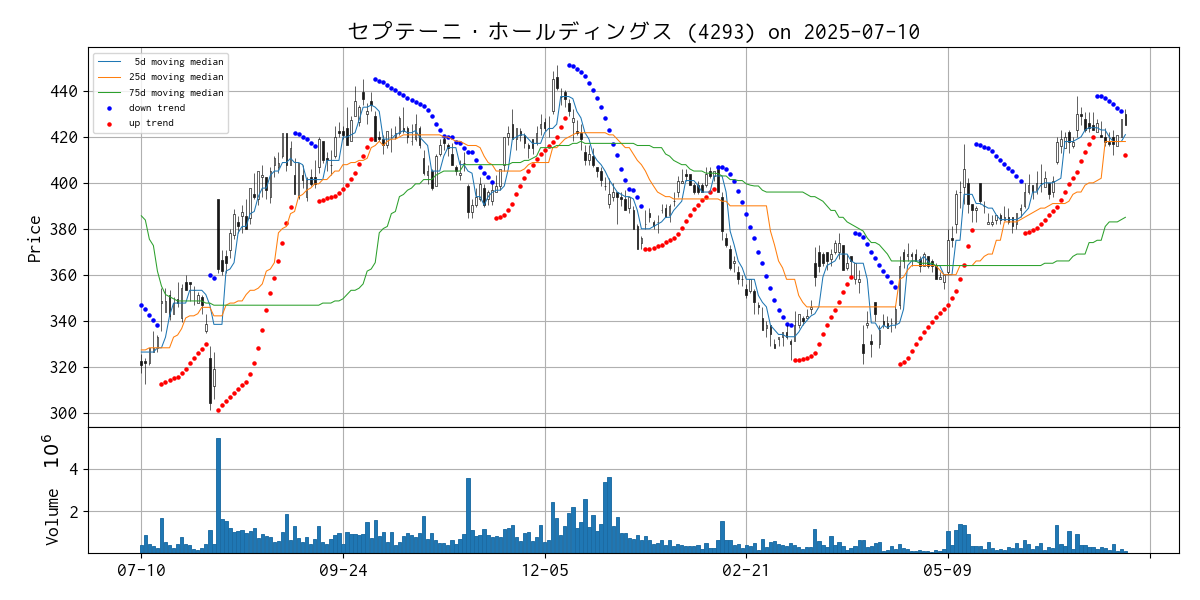 セプテーニ・ホールディングス (4293) on 2025-07-10
5d moving median
25d moving median
75d moving median
down trend
up trend
Price
440
420
400
380
360
340
320
300
Volume 10^6
4
2
07-10 09-24 12-05 02-21 05-09